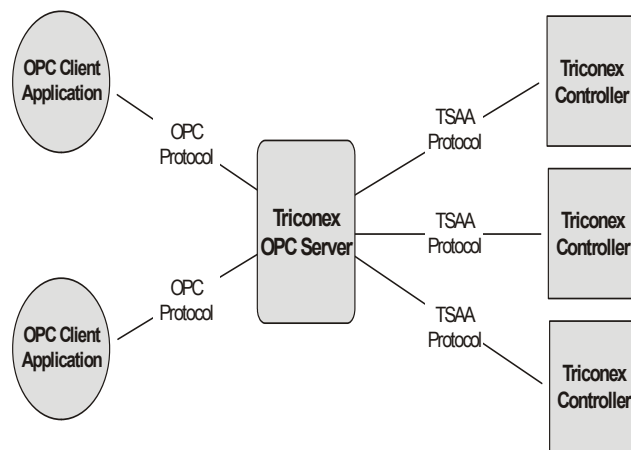 OPC Client
Application
OPC
Protocol
OPC Client
Application
OPC
Protocol
Triconex
OPC Server
TSAA
Protocol
Triconex
Controller
TSAA
Protocol
Triconex
Controller
TSAA
Protocol
Triconex
Controller